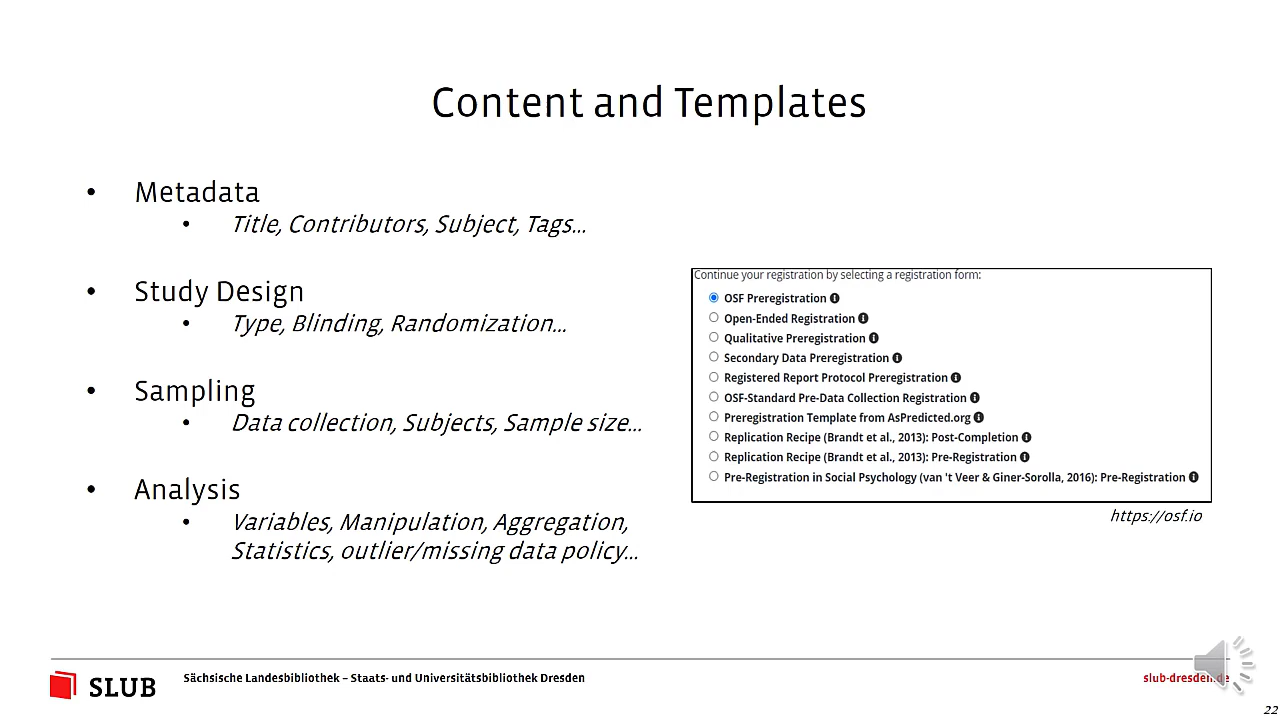 Content and Templates
• Metadata
• Title, Contributors, Subject, Tags...
• Study Design
• Type, Blinding, Randomization...
• Sampling
• Data collection, Subjects, Sample size...
• Analysis
• Variables, Manipulation, Aggregation,
Statistics, outlier/missing data policy...
Continue your registration by selecting a registration form:
OSF Preregistration
Open-Ended Registration
Qualitative Preregistration
Secondary Data Preregistration
Registered Report Protocol Preregistration
OSF-Standard Pre-Data Collection Registration
Preregistration Template from AsPredicted.org
Replication Recipe (Brandt et al., 2013): Post-Completion
Replication Recipe (Brandt et al., 2013): Pre-Registration
Pre-Registration in Social Psychology (van 't Veer & Giner-Sorolla, 2016): Pre-Registration
https://osf.io
SLUB
Sächsische Landesbibliothek – Staats- und Universitätsbibliothek Dresden
slub-dresden.de
22